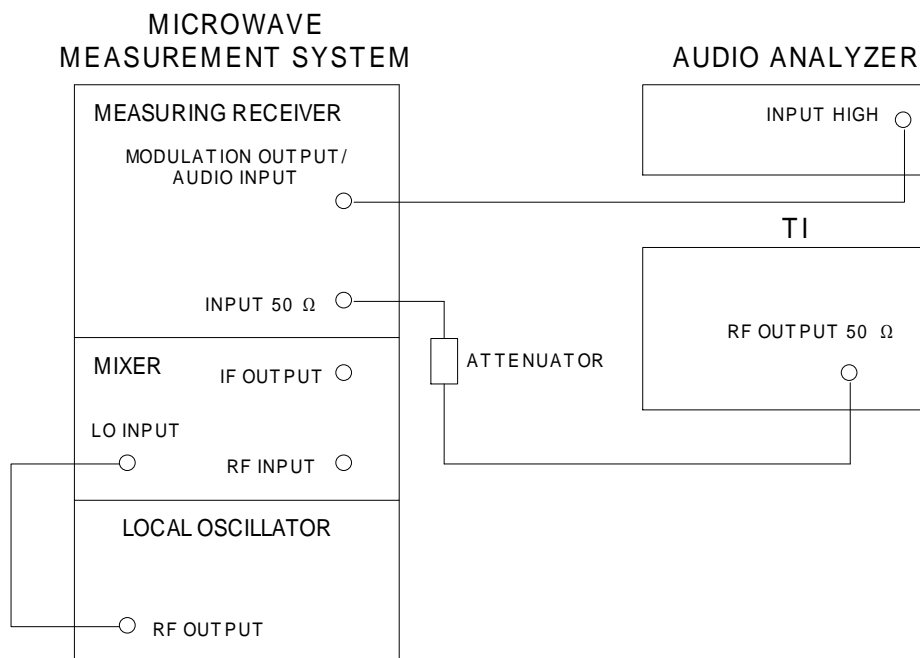 MICROWAVE
MEASUREMENT SYSTEM
AUDIO ANALYZER
MEASURING RECEIVER
INPUT HIGH
MODULATION OUTPUT/
AUDIO INPUT
TI
INPUT 50 Ω
RF OUTPUT 50 Ω
MIXER
IF OUTPUT
ATTENUATOR
LO INPUT
RF INPUT
LOCAL OSCILLATOR
RF OUTPUT